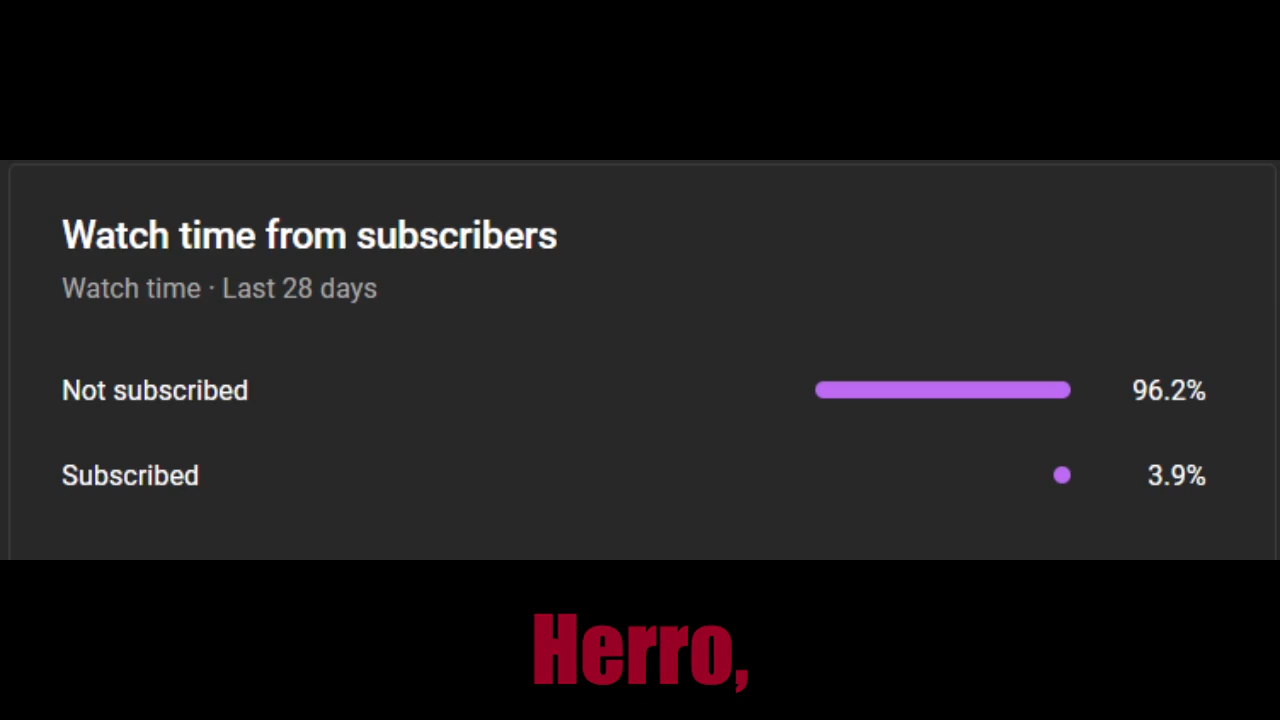 Watch time from subscribers
Watch time · Last 28 days
Not subscribed 96.2%
Subscribed 3.9%
Herro,